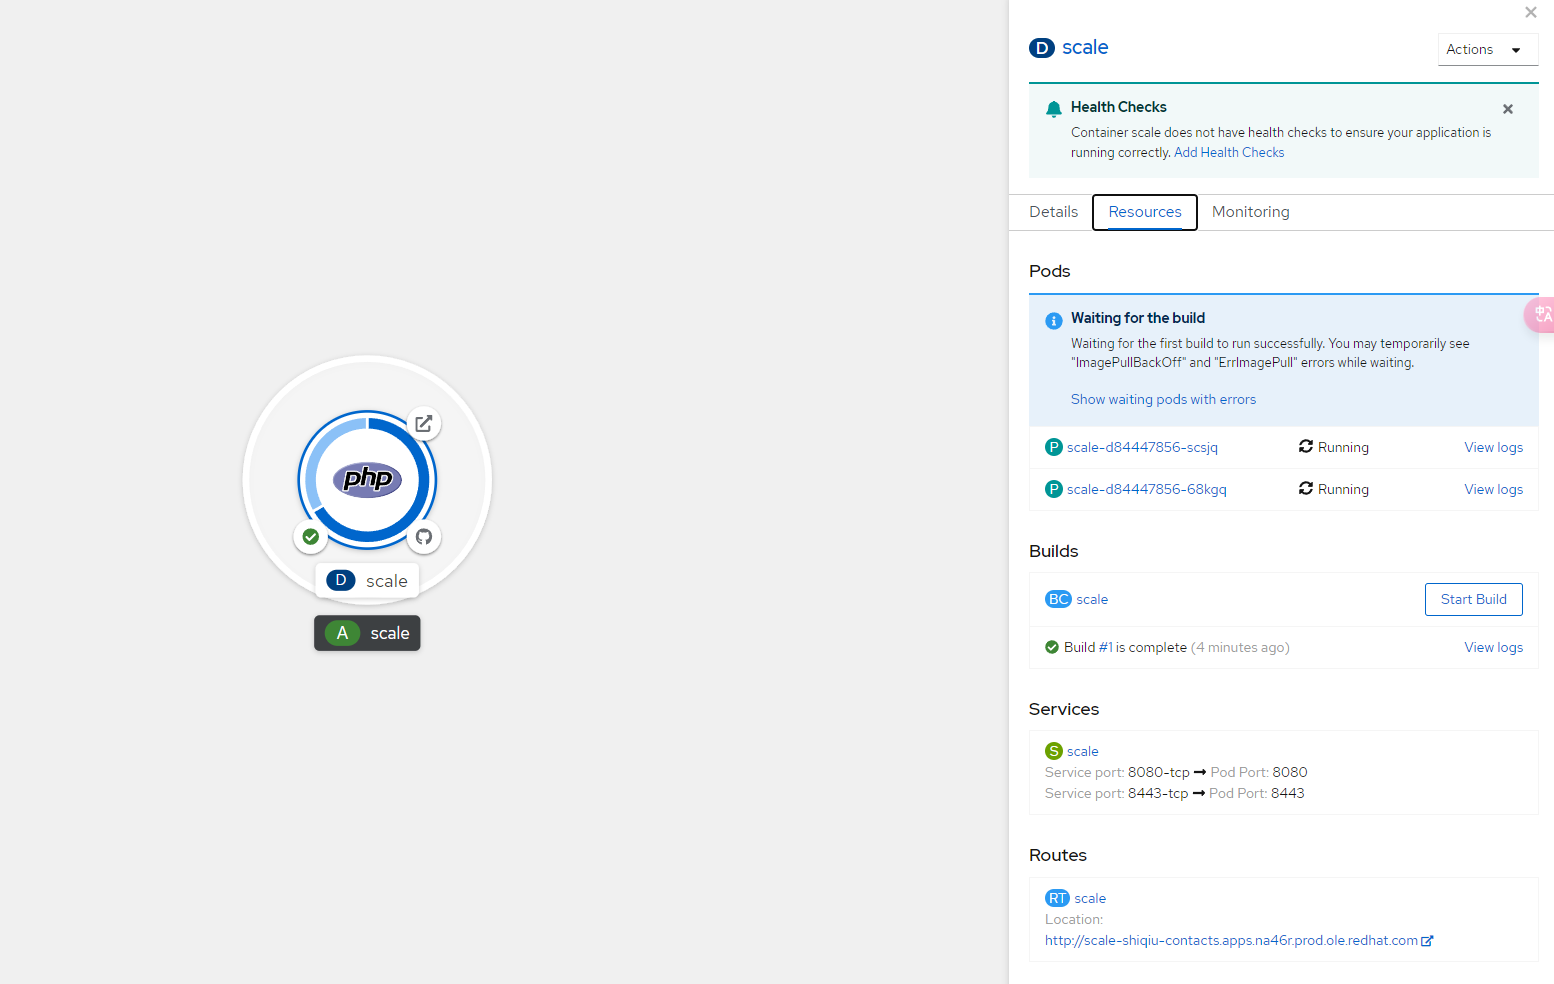 D scale
Actions
Health Checks
Container scale does not have health checks to ensure your application is
running correctly. Add Health Checks
Details Resources Monitoring
Pods
Waiting for the build
Waiting for the first build to run successfully. You may temporarily see
"ImagePullBackOff" and "ErrImagePull" errors while waiting.
Show waiting pods with errors
P scale-d84447856-scsjq Running View logs
P scale-d84447856-68kgq Running View logs
Builds
BC scale Start Build
Build #1 is complete (4 minutes ago) View logs
Services
S scale
Service port: 8080-tcp → Pod Port: 8080
Service port: 8443-tcp → Pod Port: 8443
Routes
RT scale
Location:
http://scale-shiqiu-contacts.apps.na46r.prod.ole.redhat.com
php
D scale
A scale
中 A